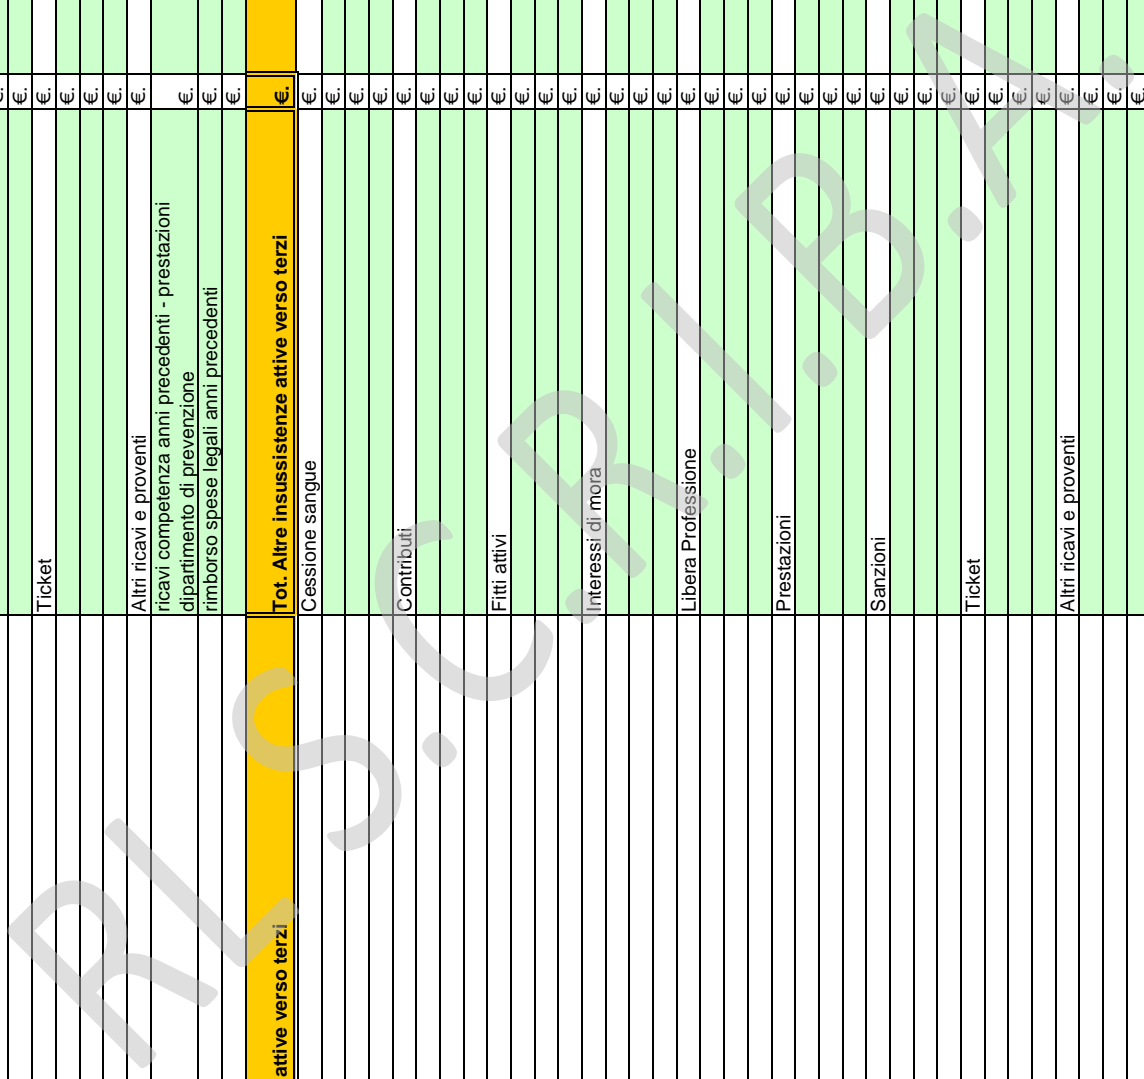 €.
€.
Ticket €.
€.
€.
€.
Altri ricavi e proventi €.
ricavi competenza anni precedenti - prestazioni
dipartimento di prevenzione €.
rimborso spese legali anni precedenti €.
€.
attive verso terzi Tot. Altre insussistenze attive verso terzi €.
Cessione sangue €.
€.
€.
€.
Contributi €.
€.
€.
€.
Fitti attivi €.
€.
€.
€.
Interessi di mora €.
€.
€.
€.
Libera Professione €.
€.
€.
€.
Prestazioni €.
€.
€.
€.
Sanzioni €.
€.
€.
€.
Ticket €.
€.
€.
€.
Altri ricavi e proventi €.
€.
€.
€.
RL S.C.R.I.B.A.